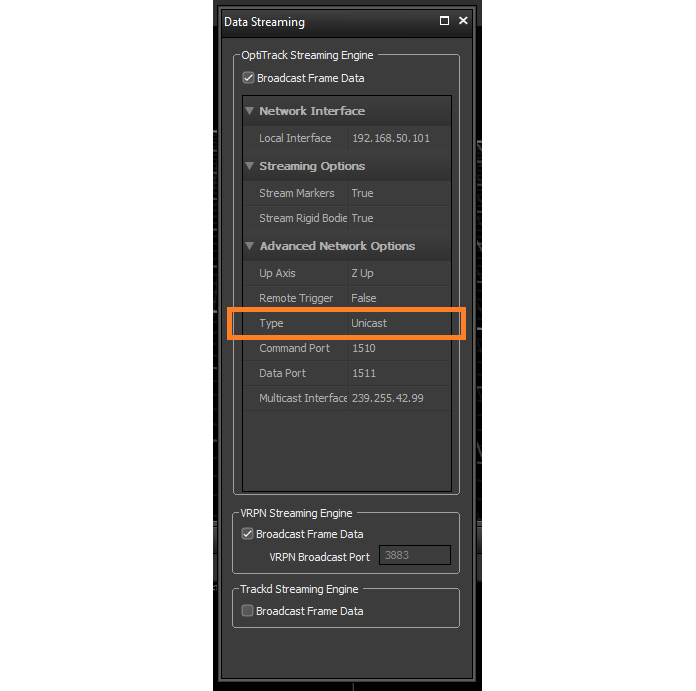 Data Streaming
OptiTrack Streaming Engine
Broadcast Frame Data
Network Interface
Local Interface 192.168.50.101
Streaming Options
Stream Markers True
Stream Rigid Bodie True
Advanced Network Options
Up Axis Z Up
Remote Trigger False
Type Unicast
Command Port 1510
Data Port 1511
Multicast Interface 239.255.42.99
VRPN Streaming Engine
Broadcast Frame Data
VRPN Broadcast Port 3883
Trackd Streaming Engine
Broadcast Frame Data